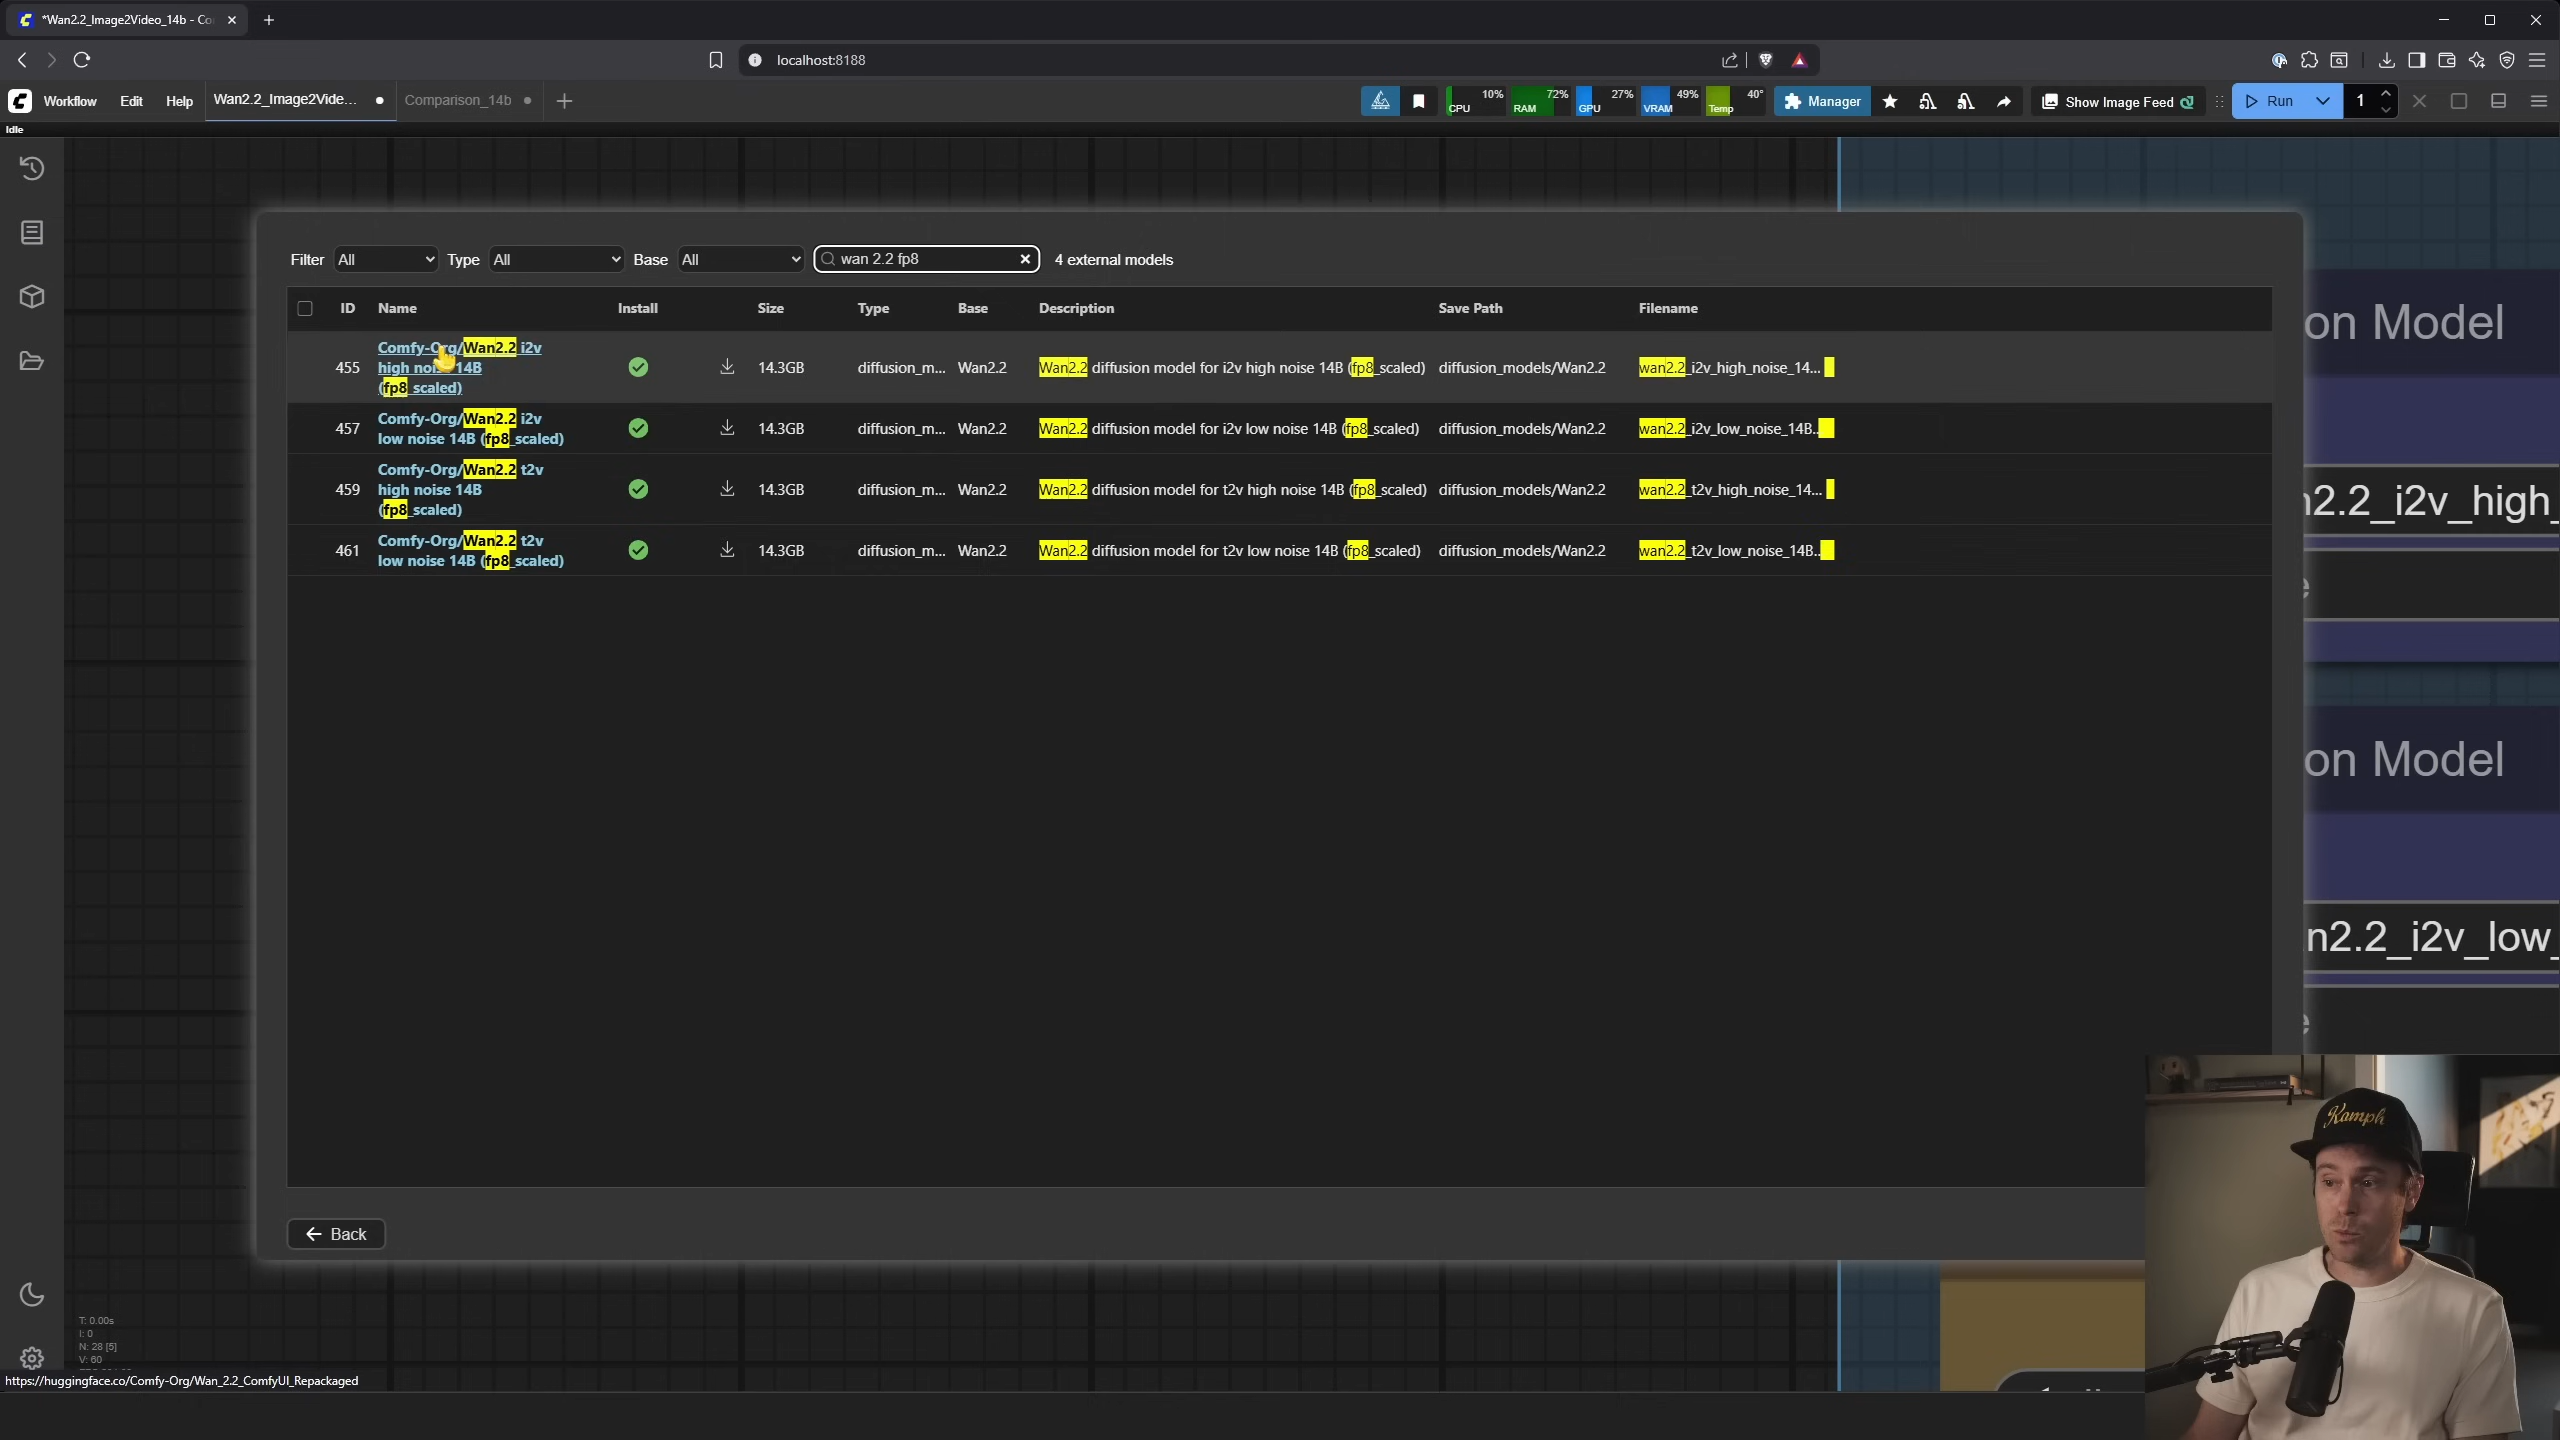 *Wan2.2_Image2Video_14b - Co
localhost:8188
Workflow Edit Help Wan2.2_Image2Vide... Comparison_14b
CPU 10% RAM 72% GPU 27% VRAM 49% Temp 40° Manager Show Image Feed Run 1
Idle
Filter All Type All Base All wan 2.2 fp8 4 external models
ID Name Install Size Type Base Description Save Path Filename
455 Comfy-Org/Wan2.2 i2v high noise 14B (fp8_scaled) 14.3GB diffusion_m... Wan2.2 Wan2.2 diffusion model for i2v high noise 14B (fp8_scaled) diffusion_models/Wan2.2 wan2.2_i2v_high_noise_14...
457 Comfy-Org/Wan2.2 i2v low noise 14B (fp8_scaled) 14.3GB diffusion_m... Wan2.2 Wan2.2 diffusion model for i2v low noise 14B (fp8_scaled) diffusion_models/Wan2.2 wan2.2_i2v_low_noise_14B...
459 Comfy-Org/Wan2.2 t2v high noise 14B (fp8_scaled) 14.3GB diffusion_m... Wan2.2 Wan2.2 diffusion model for t2v high noise 14B (fp8_scaled) diffusion_models/Wan2.2 wan2.2_t2v_high_noise_14...
461 Comfy-Org/Wan2.2 t2v low noise 14B (fp8_scaled) 14.3GB diffusion_m... Wan2.2 Wan2.2 diffusion model for t2v low noise 14B (fp8_scaled) diffusion_models/Wan2.2 wan2.2_t2v_low_noise_14B...
on Model
n2.2_i2v_high_
on Model
n2.2_i2v_low_
Back
Kamph
T: 0.00s
I: 0
N: 28 [5]
V: 60
https://huggingface.co/Comfy-Org/Wan_2.2_ComfyUI_Repackaged